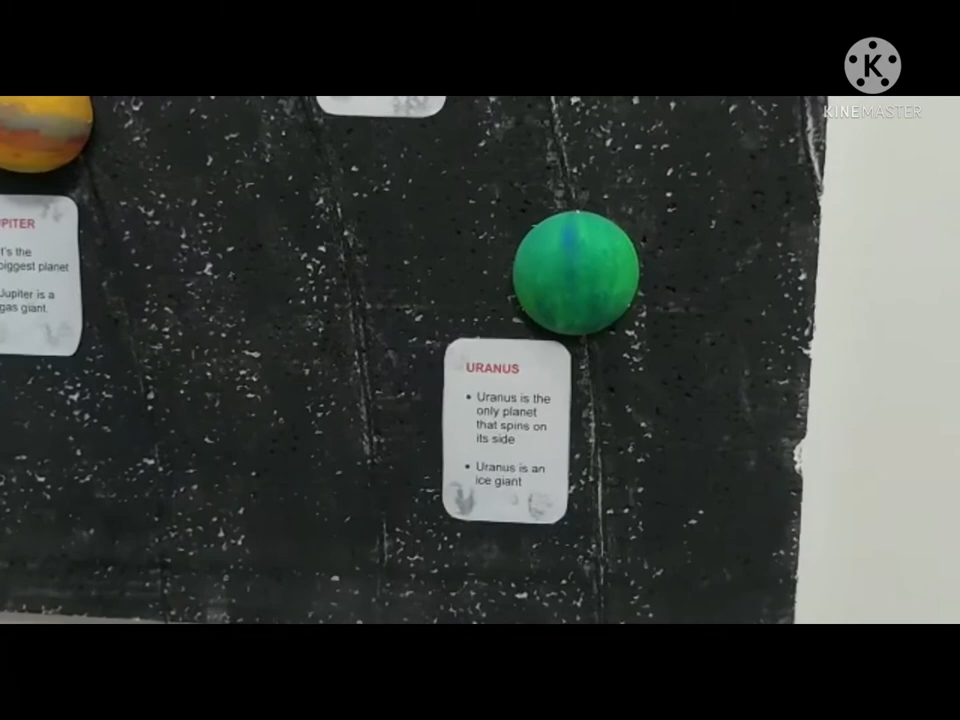 K
KINEMASTER
JPITER
t's the
biggest planet
Jupiter is a
gas giant.
URANUS
• Uranus is the
only planet
that spins on
its side
• Uranus is an
ice giant